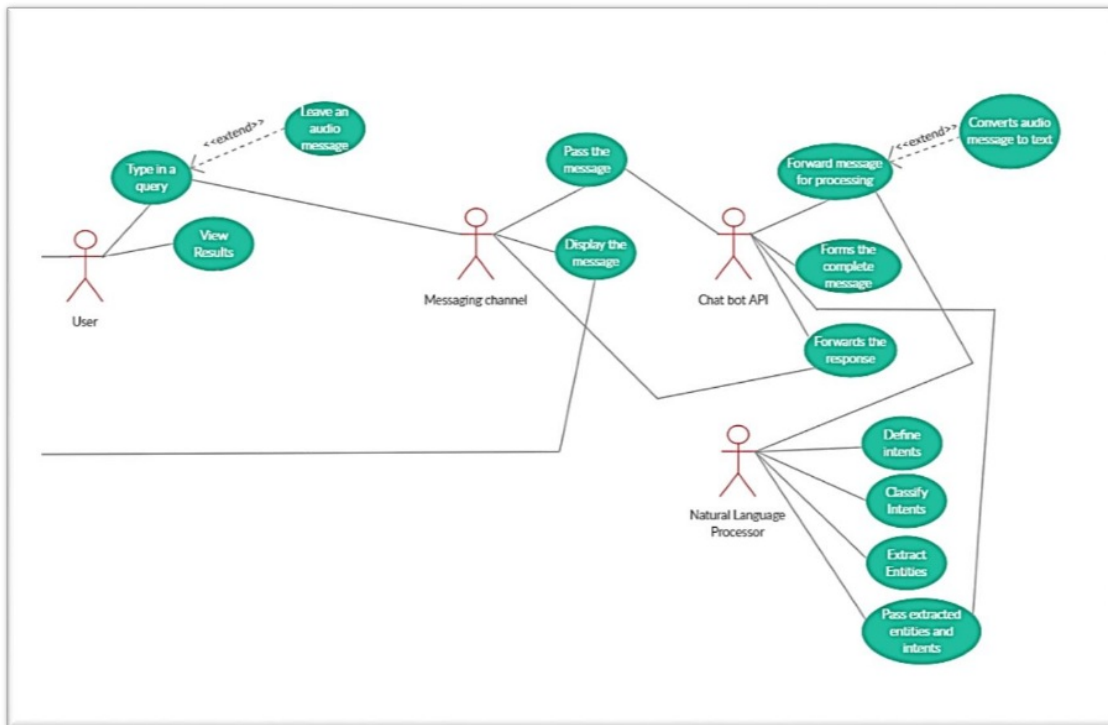 Leave an
audio
message
<<extend>>
Type in a
query
View
Results
User
Pass the
message
Display the
message
Messaging channel
Converts audio
message to text
<<extend>>
Forward message
for processing
Forms the
complete
message
Chat bot API
Forwards the
response
Define
intents
Classify
Intents
Extract
Entities
Pass extracted
entities and
intents
Natural Language
Processor